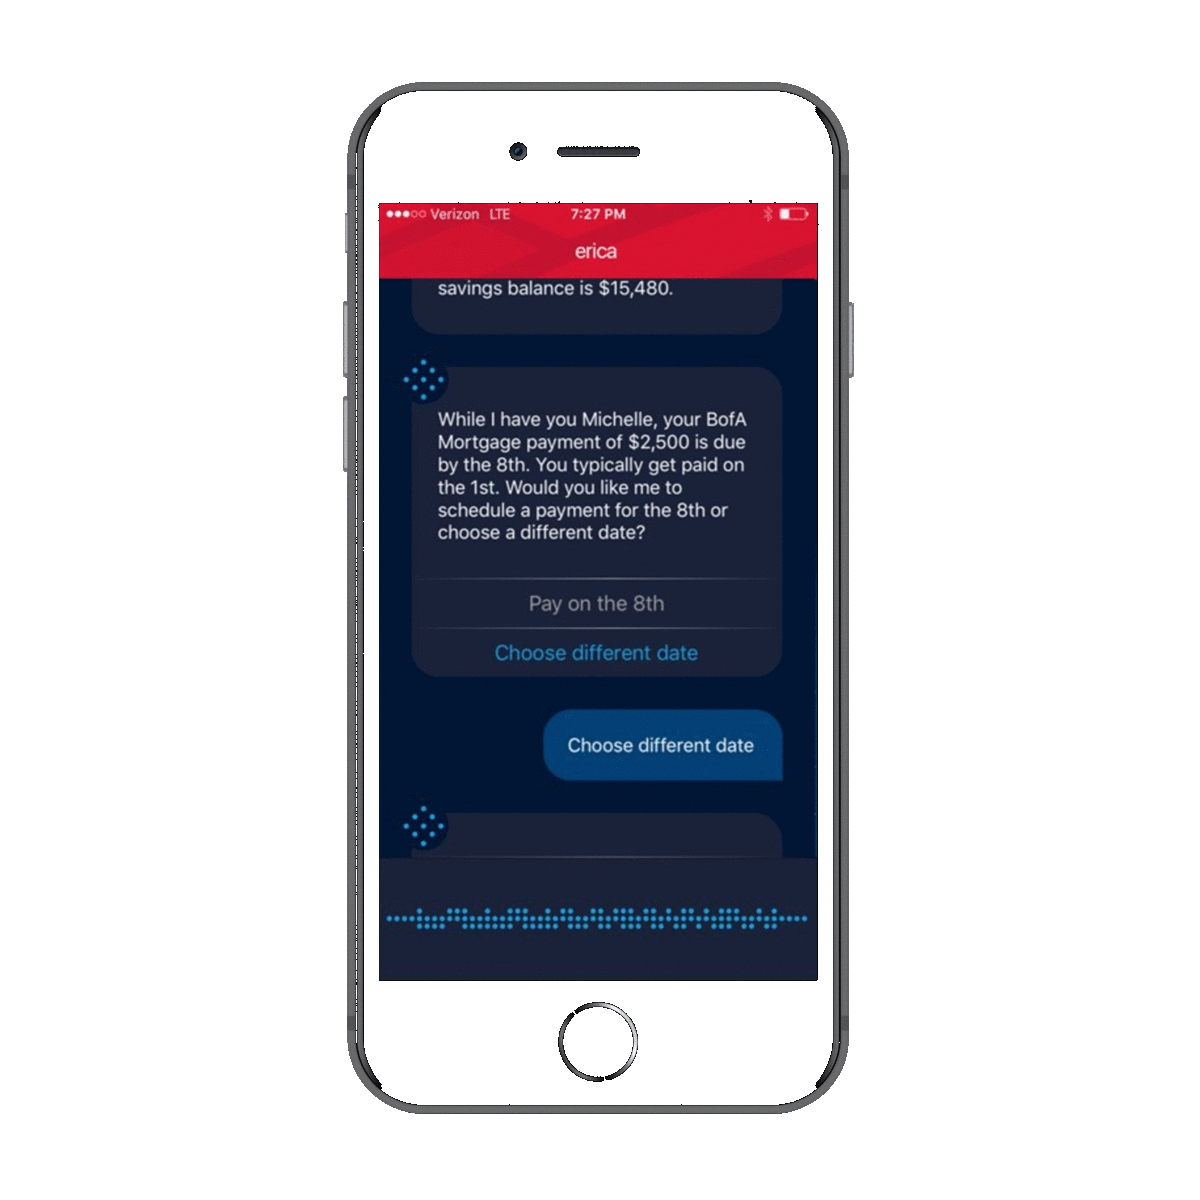 Verizon LTE 7:27 PM
erica
savings balance is $15,480.
While I have you Michelle, your BofA
Mortgage payment of $2,500 is due
by the 8th. You typically get paid on
the 1st. Would you like me to
schedule a payment for the 8th or
choose a different date?
Pay on the 8th
Choose different date
Choose different date